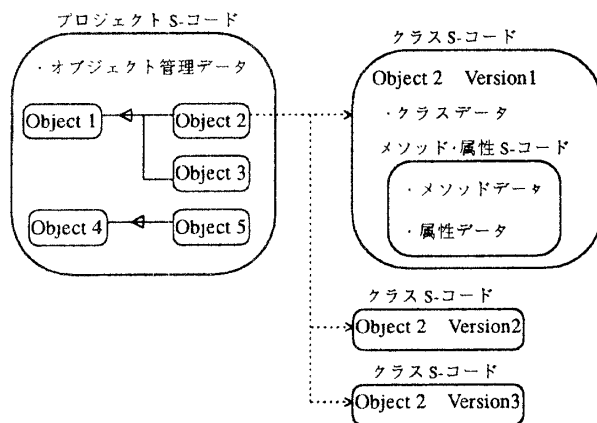 プロジェクト S-コード
・オブジェクト管理データ
Object 1
Object 2
Object 3
Object 4
Object 5
クラス S-コード
Object 2 Version1
・クラスデータ
メソッド・属性 S-コード
・メソッドデータ
・属性データ
クラス S-コード
Object 2 Version2
クラス S-コード
Object 2 Version3